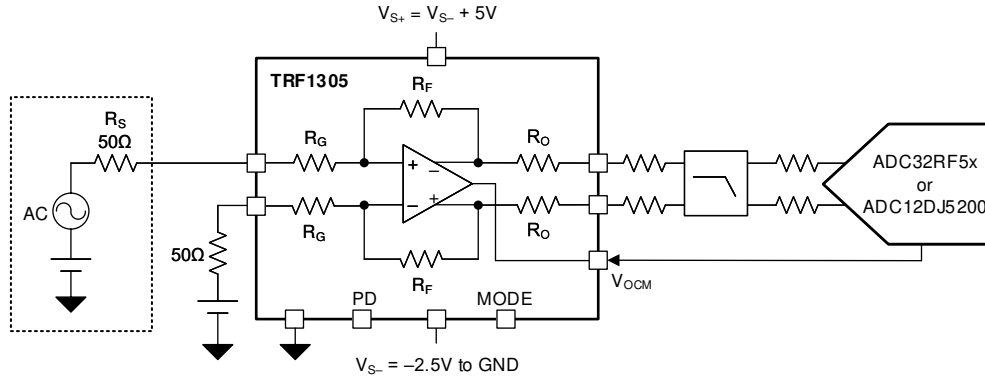 V_S+ = V_S– + 5V
TRF1305
R_F
R_S
50Ω
R_G
R_O
+
–
ADC32RF5x
or
ADC12DJ5200
AC
–
+
R_G
R_O
50Ω
R_F
V_OCM
PD
MODE
V_S– = –2.5V to GND